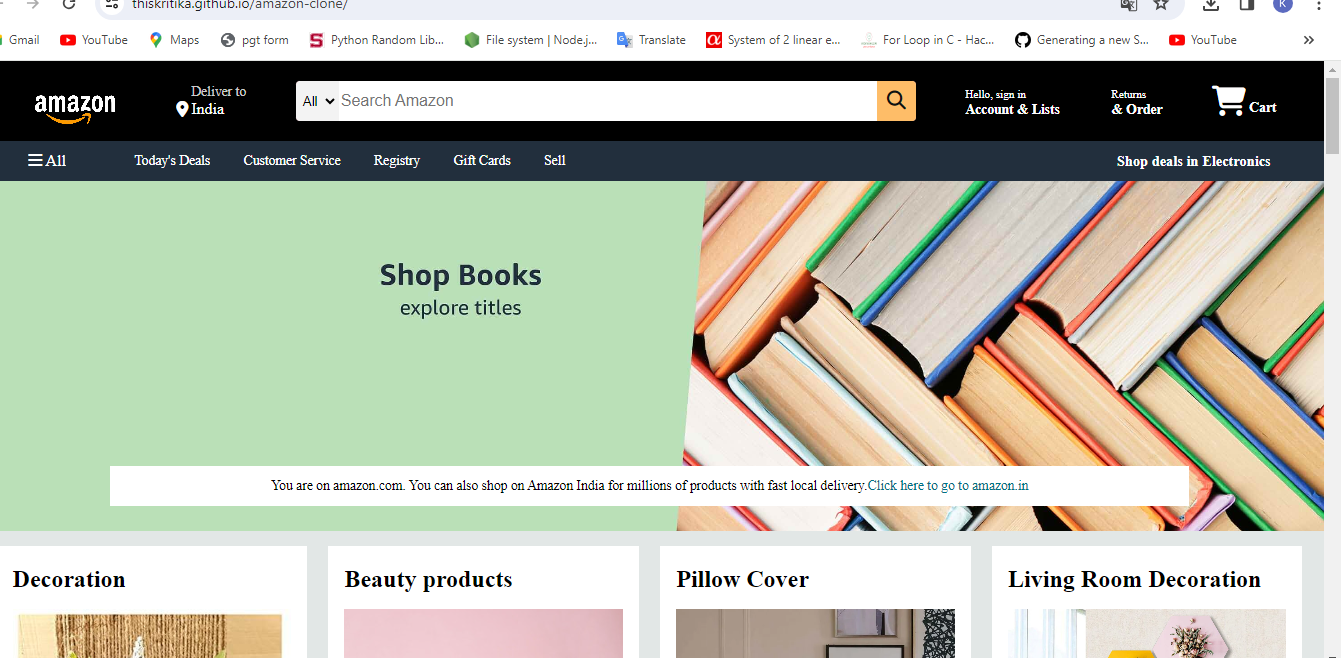 thiskritika.github.io/amazon-clone/
K
Gmail YouTube Maps pgt form Python Random Lib... File system | Node.j... Translate System of 2 linear e... For Loop in C - Hac... Generating a new S... YouTube »
amazon
Deliver to
India
All Search Amazon
Hello, sign in
Account & Lists
Returns
& Order
Cart
All Today's Deals Customer Service Registry Gift Cards Sell Shop deals in Electronics
Shop Books
explore titles
You are on amazon.com. You can also shop on Amazon India for millions of products with fast local delivery.Click here to go to amazon.in
Decoration Beauty products Pillow Cover Living Room Decoration